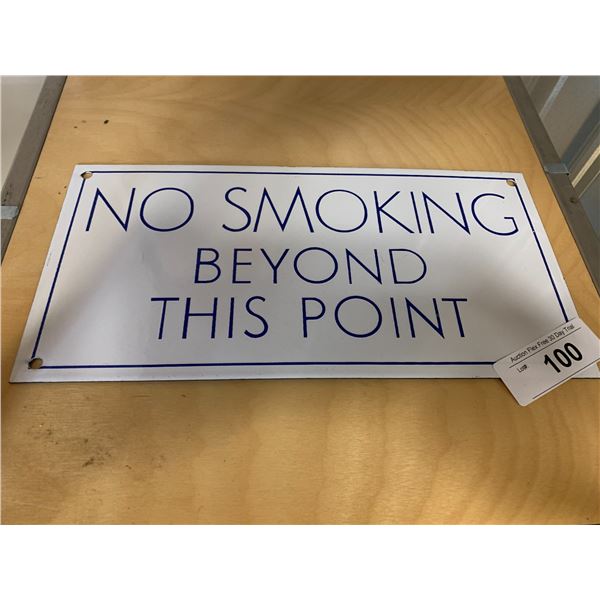 NO SMOKING
BEYOND
THIS POINT
Auction Flex Free 30 Day Trial
Lot# 100